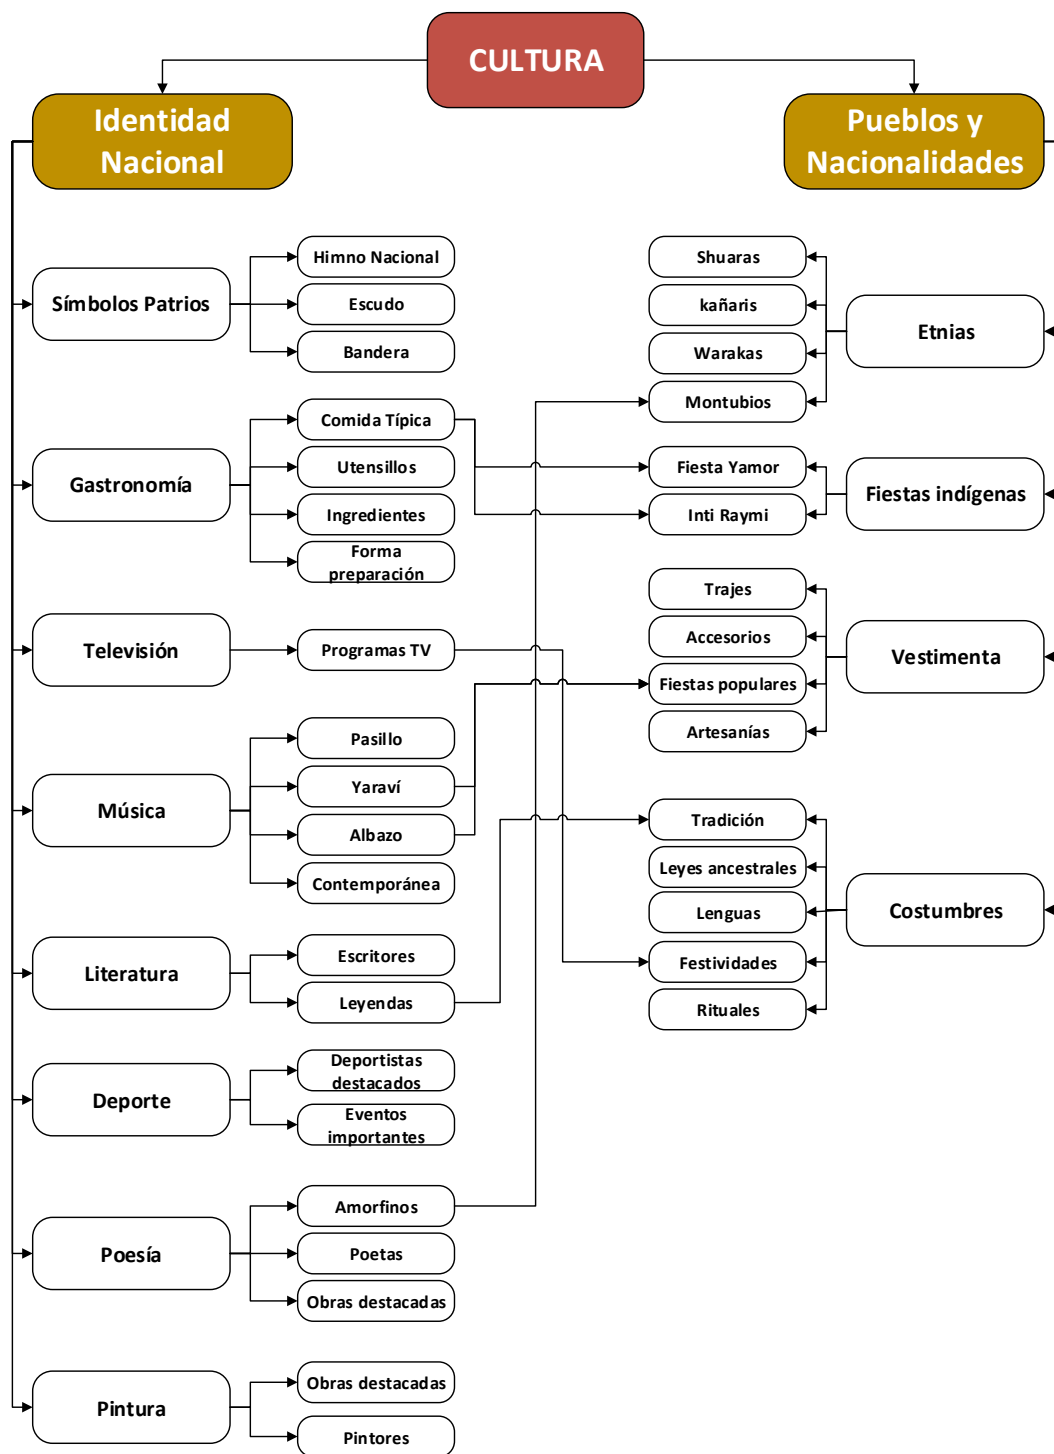 CULTURA
Identidad
Nacional
Pueblos y
Nacionalidades
Símbolos Patrios
Himno Nacional
Escudo
Bandera
Gastronomía
Comida Típica
Utensillos
Ingredientes
Forma
preparación
Televisión
Programas TV
Música
Pasillo
Yaraví
Albazo
Contemporánea
Literatura
Escritores
Leyendas
Deporte
Deportistas
destacados
Eventos
importantes
Poesía
Amorfinos
Poetas
Obras destacadas
Pintura
Obras destacadas
Pintores
Shuaras
kañaris
Warakas
Montubios
Etnias
Fiesta Yamor
Inti Raymi
Fiestas indígenas
Trajes
Accesorios
Fiestas populares
Artesanías
Vestimenta
Tradición
Leyes ancestrales
Lenguas
Festividades
Rituales
Costumbres